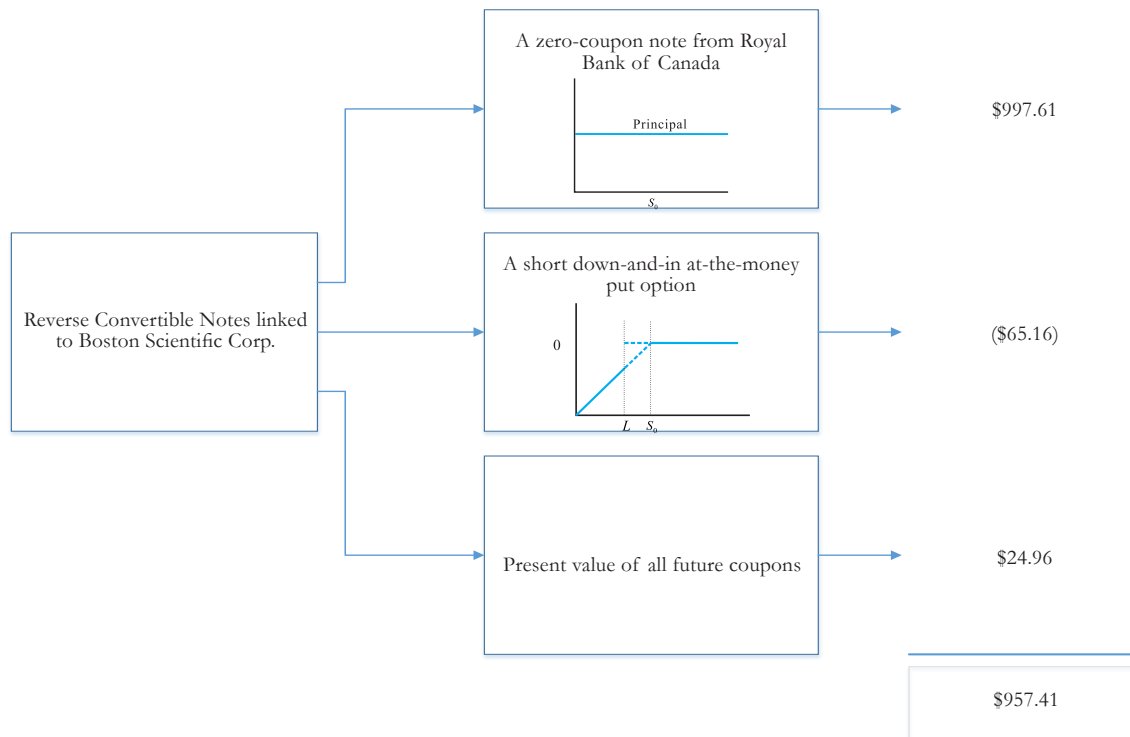 A zero-coupon note from Royal
Bank of Canada
Principal
S₀
$997.61
Reverse Convertible Notes linked
to Boston Scientific Corp.
A short down-and-in at-the-money
put option
0
L S₀
($65.16)
Present value of all future coupons
$24.96
$957.41